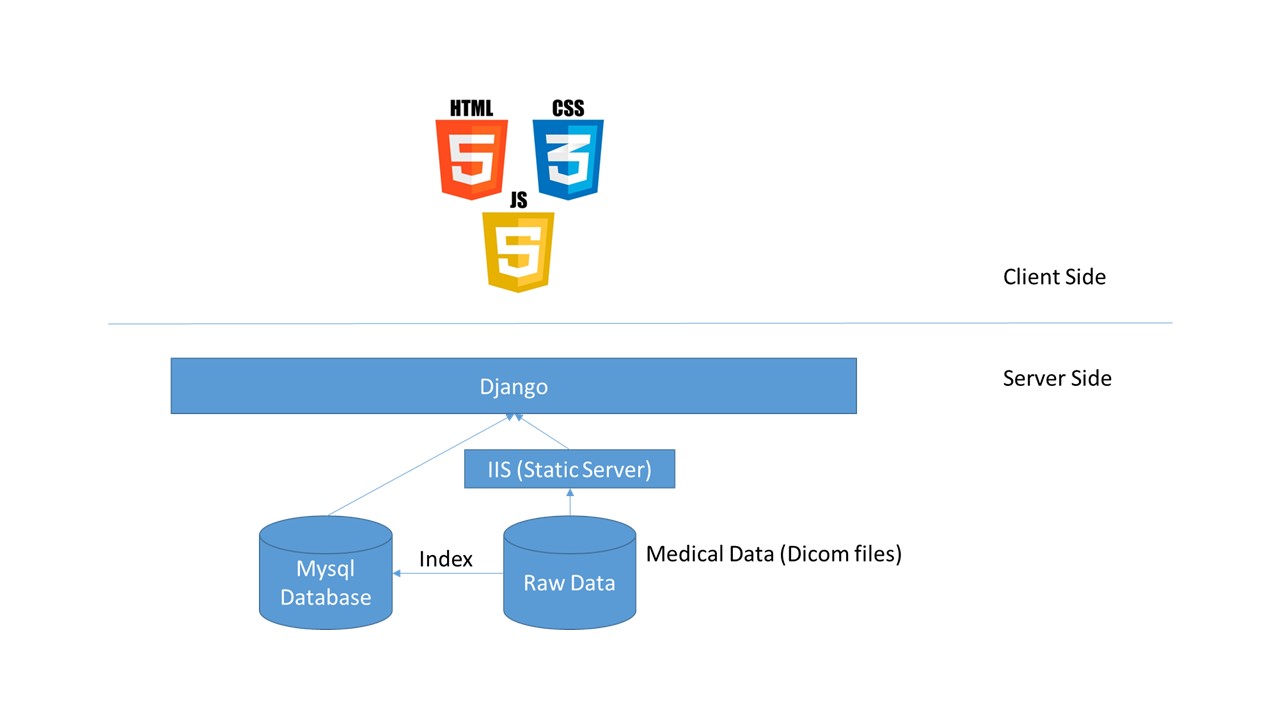 HTML
CSS
5
3
JS
5
Client Side
Django
Server Side
IIS (Static Server)
Mysql
Database
Index
Raw Data
Medical Data (Dicom files)